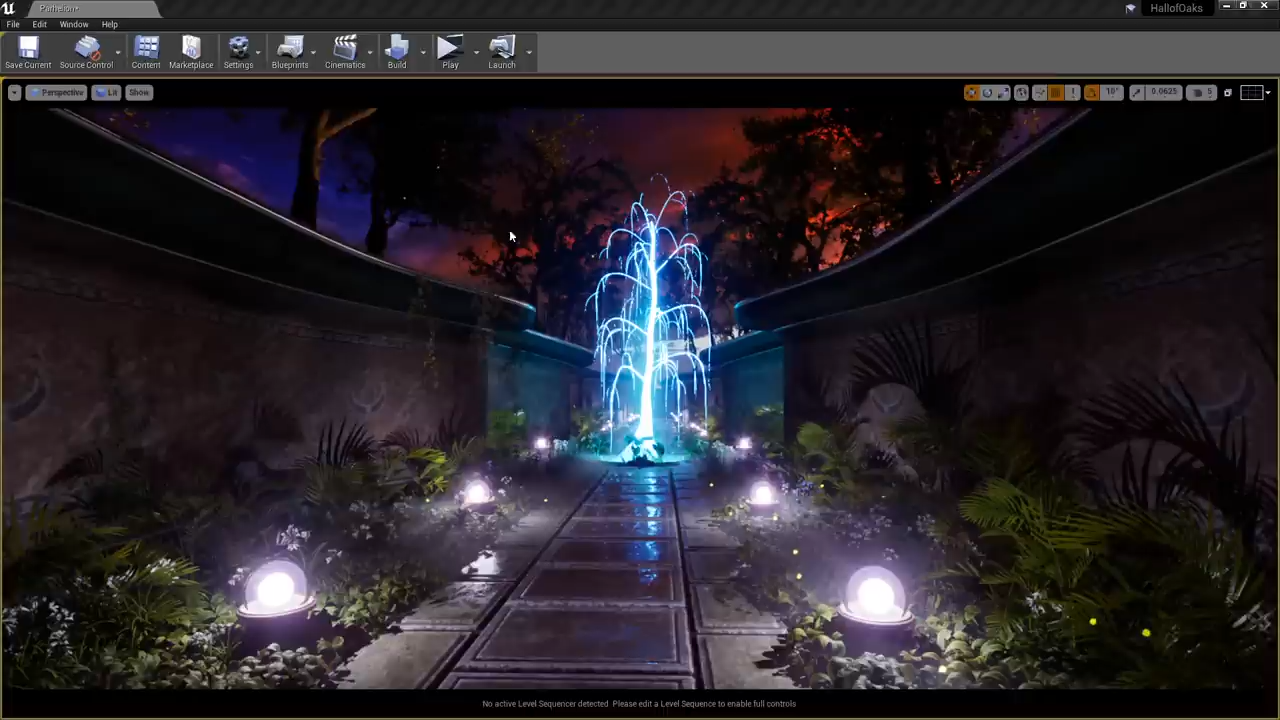 Parhelion*
HallofOaks
File Edit Window Help
Save Current Source Control Content Marketplace Settings Blueprints Cinematics Build Play Launch
Perspective Lit Show 10° 0.0625 5
No active Level Sequencer detected Please edit a Level Sequence to enable full controls